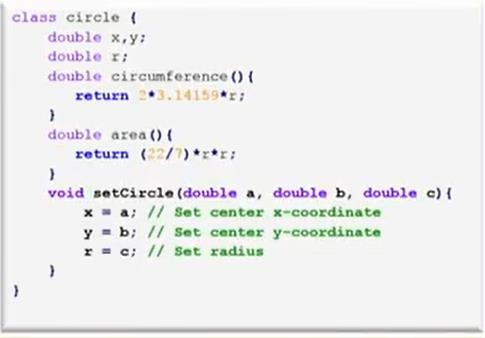 class circle {
double x,y;
double r;
double circumference(){
return 2*3.14159*r;
}
double area(){
return (22/7)*r*r;
}
void setCircle(double a, double b, double c){
x = a; // Set center x-coordinate
y = b; // Set center y-coordinate
r = c; // Set radius
}
}